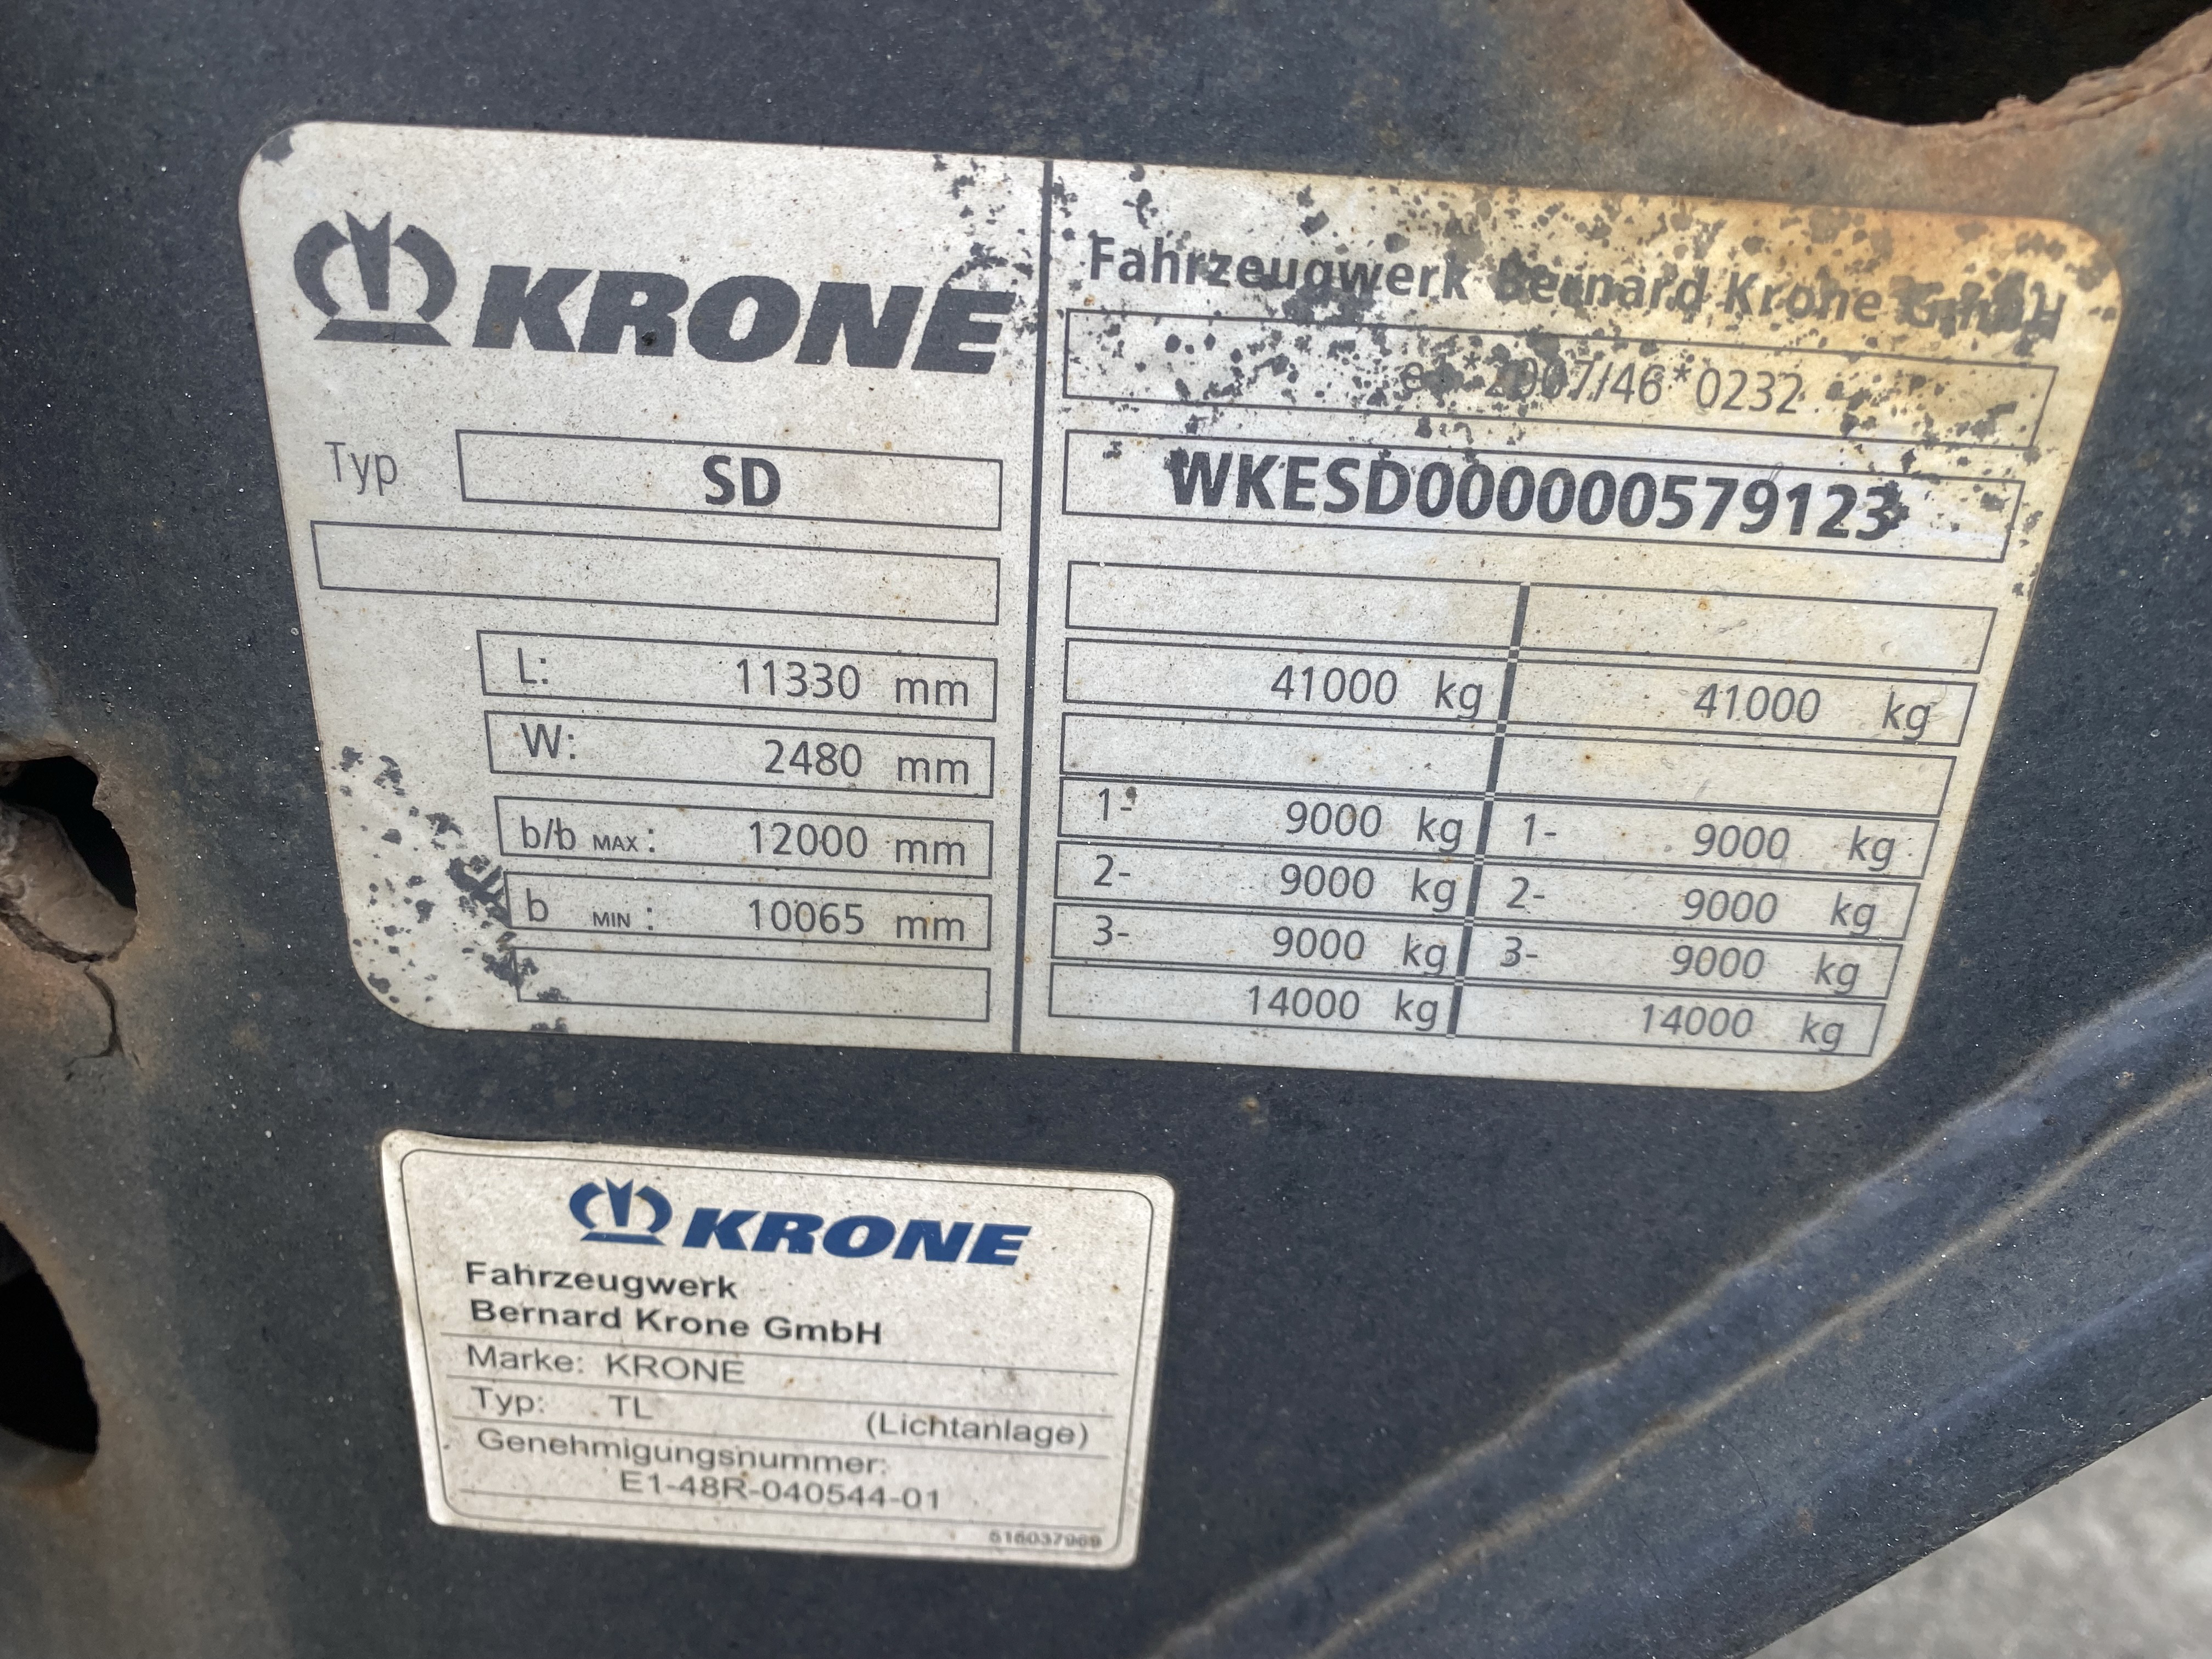 KRONE
Typ SD
L: 11330 mm
W: 2480 mm
b/b MAX: 12000 mm
b MIN: 10065 mm
Fahrzeugwerk Bernard Krone GmbH
e1*2007/46*0232
WKESD000000579123
41000 kg 41000 kg
1- 9000 kg 1- 9000 kg
2- 9000 kg 2- 9000 kg
3- 9000 kg 3- 9000 kg
14000 kg 14000 kg
KRONE
Fahrzeugwerk
Bernard Krone GmbH
Marke: KRONE
Typ: TL (Lichtanlage)
Genehmigungsnummer:
E1-48R-040544-01